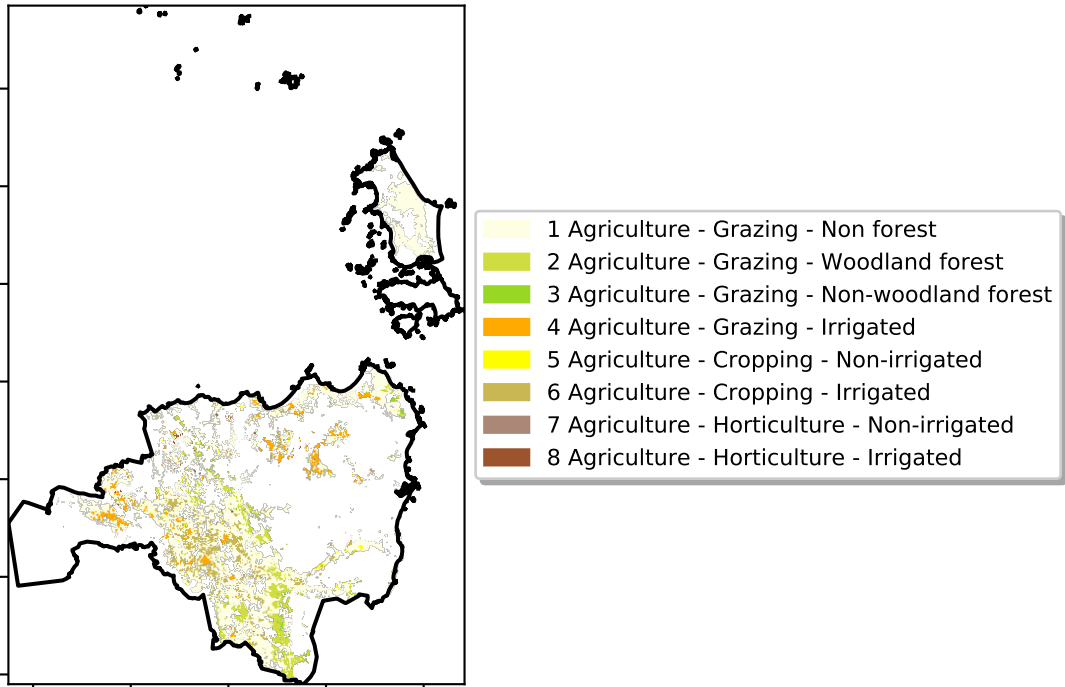 1 Agriculture - Grazing - Non forest
2 Agriculture - Grazing - Woodland forest
3 Agriculture - Grazing - Non-woodland forest
4 Agriculture - Grazing - Irrigated
5 Agriculture - Cropping - Non-irrigated
6 Agriculture - Cropping - Irrigated
7 Agriculture - Horticulture - Non-irrigated
8 Agriculture - Horticulture - Irrigated